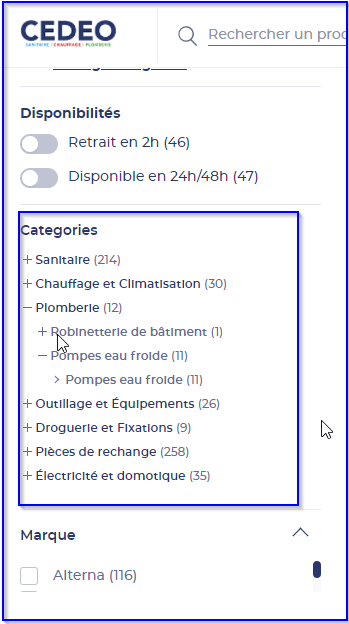 CEDEO
SANITAIRE | CHAUFFAGE | PLOMBERIE
Rechercher un prod
Disponibilités
Retrait en 2h (46)
Disponible en 24h/48h (47)
Categories
Sanitaire (214)
Chauffage et Climatisation (30)
Plomberie (12)
Robinetterie de bâtiment (1)
Pompes eau froide (11)
Pompes eau froide (11)
Outillage et Équipements (26)
Droguerie et Fixations (9)
Pièces de rechange (258)
Électricité et domotique (35)
Marque
Alterna (116)